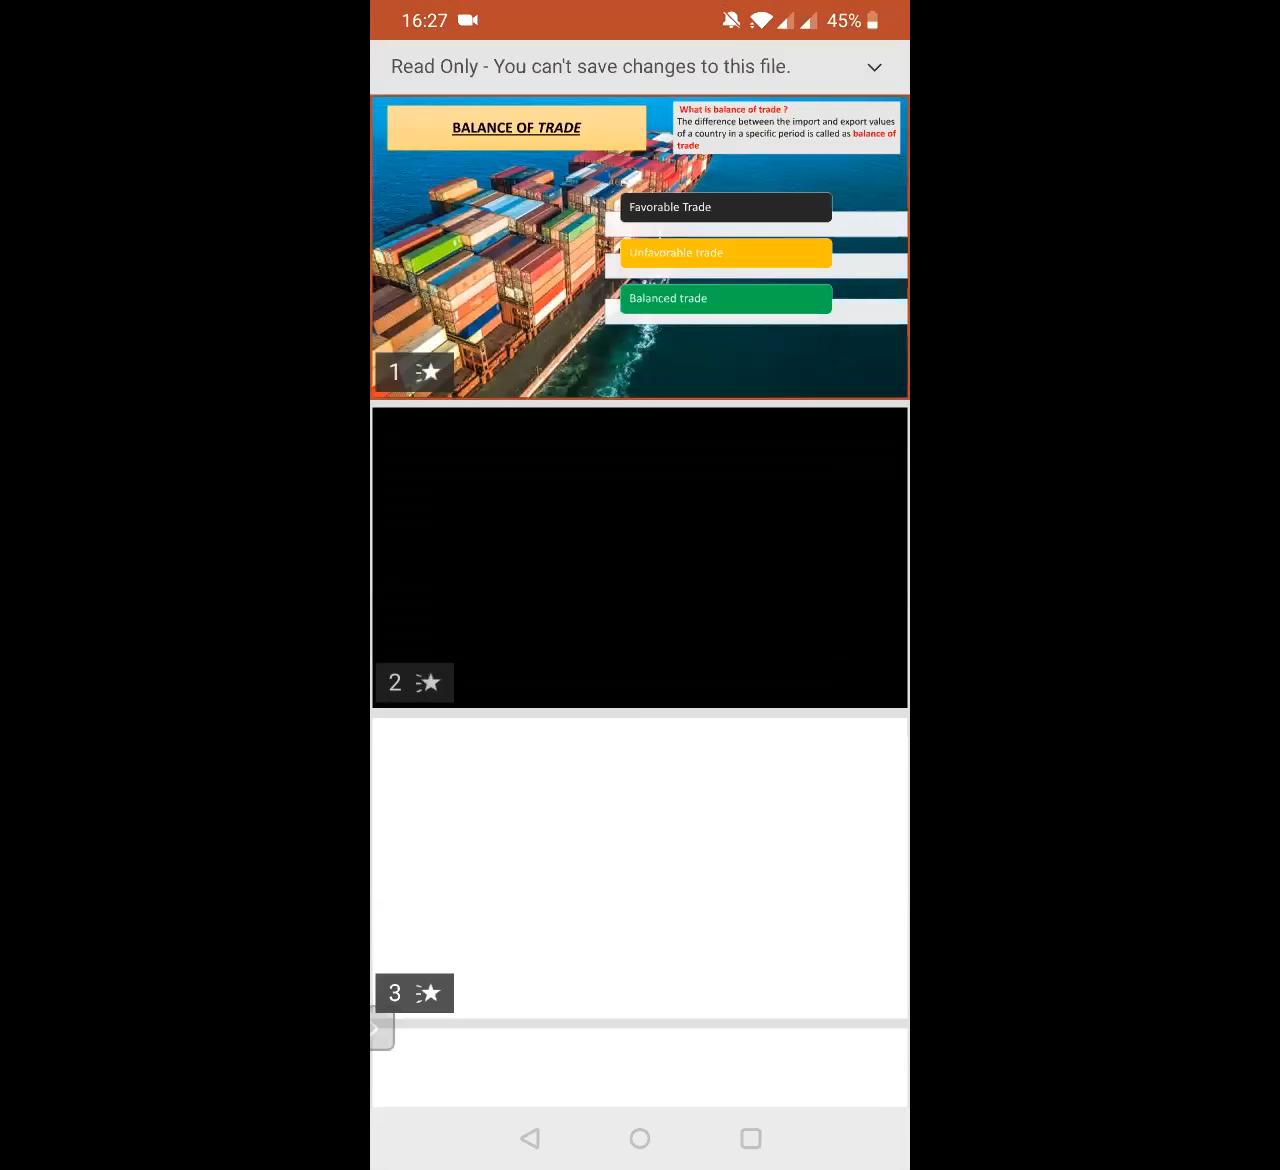 16:27
45%
Read Only - You can't save changes to this file.
BALANCE OF TRADE
What is balance of trade ?
The difference between the import and export values
of a country in a specific period is called as balance of
trade
Favorable Trade
Unfavorable trade
Balanced trade
1
2
3